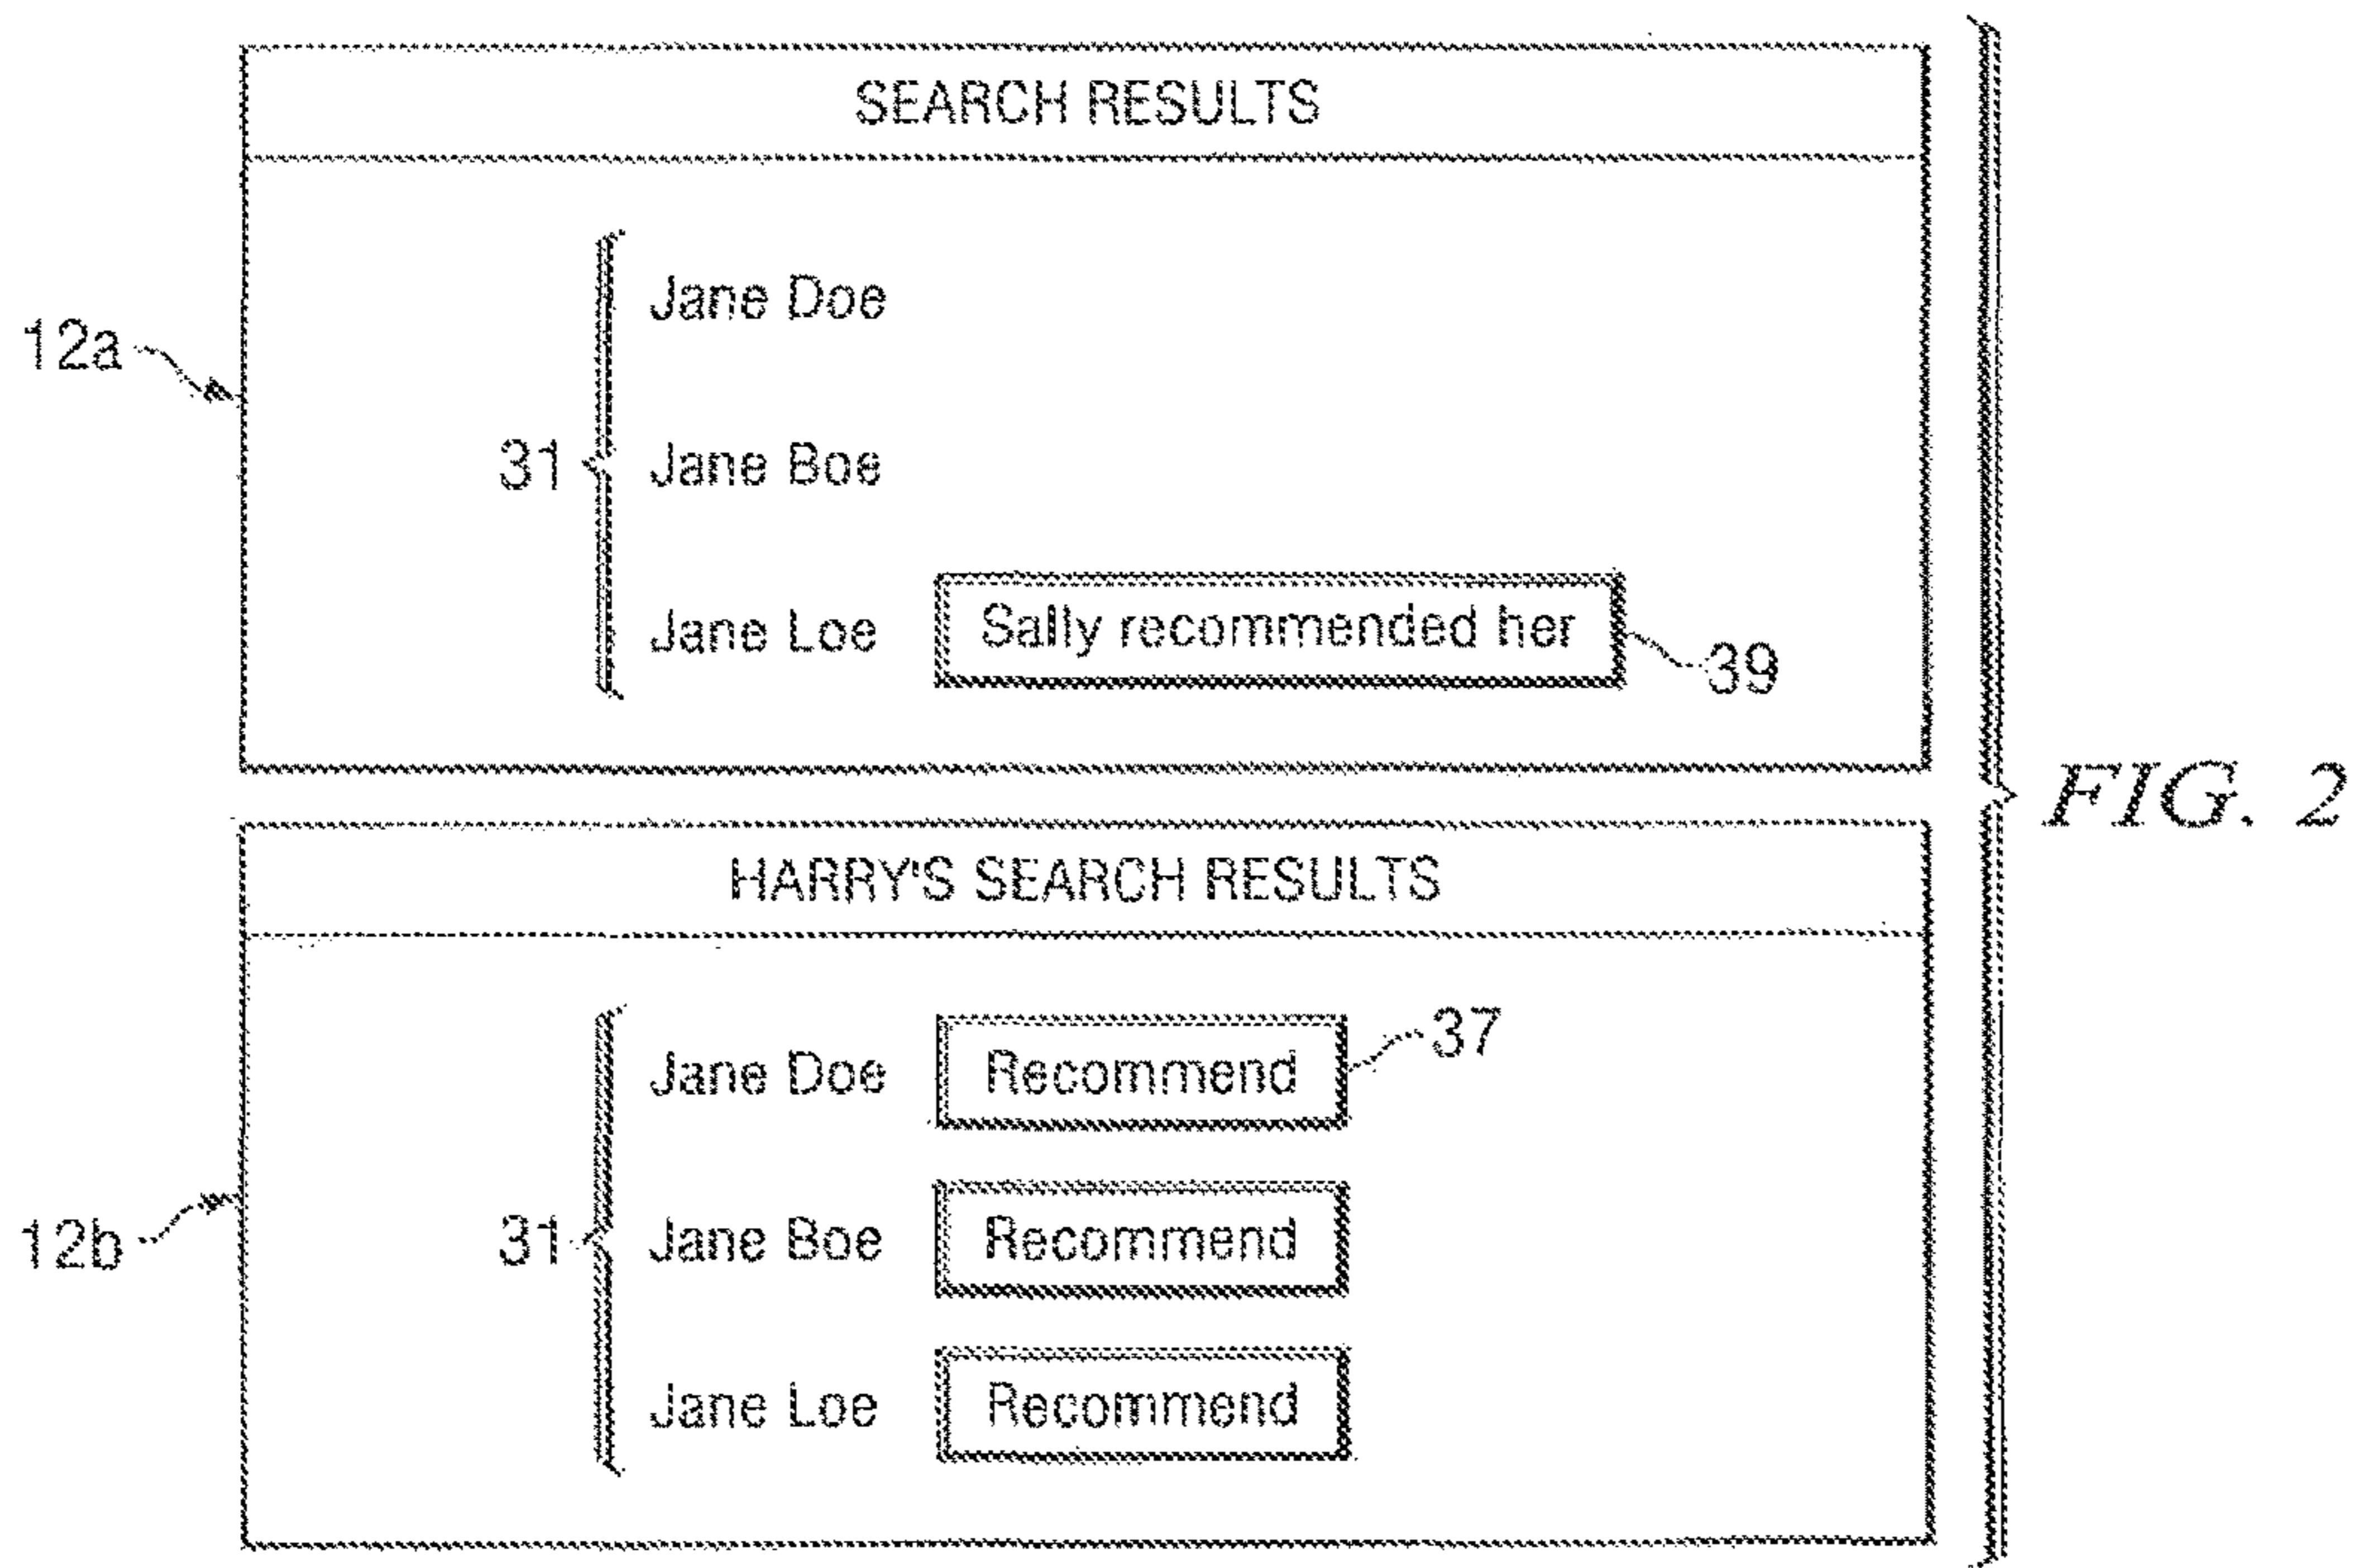 SEARCH RESULTS
Jane Doe
12a
31
Jane Boe
Jane Loe
Sally recommended her
39
FIG. 2
HARRY'S SEARCH RESULTS
Jane Doe
Recommend
37
12b
31
Jane Boe
Recommend
Jane Loe
Recommend